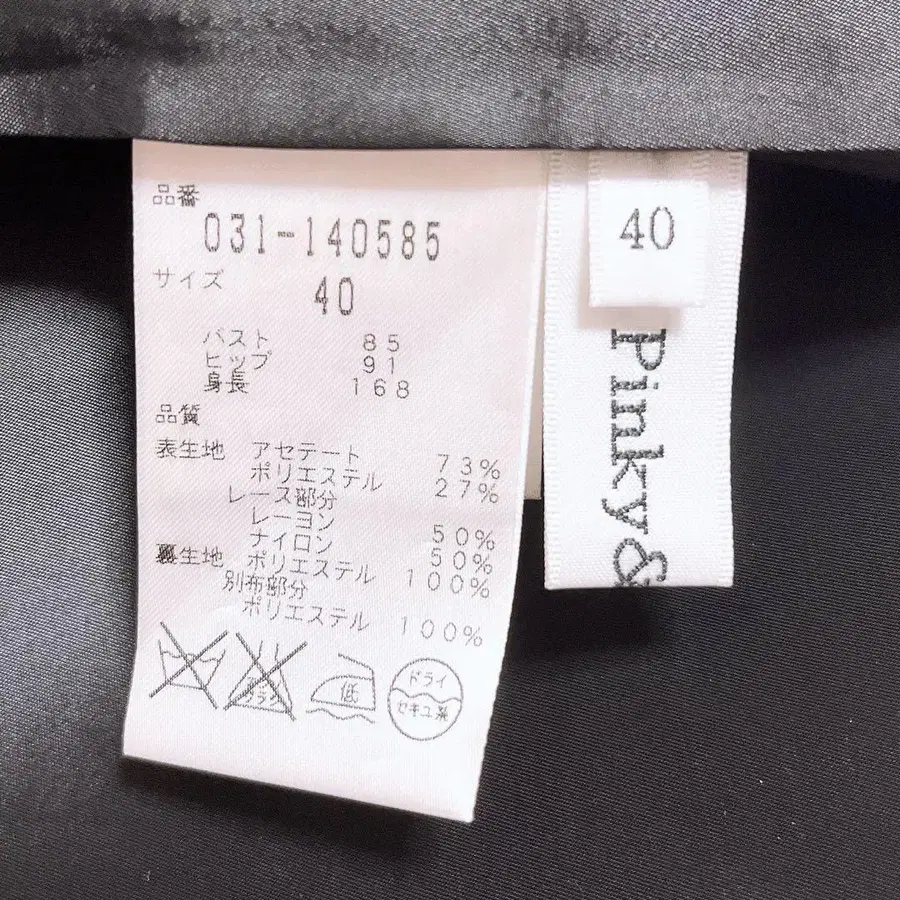 品番
031-140585
サイズ
40
バスト 85
ヒップ 91
身長 168
品質
表生地 アセテート 73%
ポリエステル 27%
レース部分
レーヨン 50%
ナイロン 50%
裏生地 ポリエステル 100%
別布部分
ポリエステル 100%
低
ドライ
セキユ系
40
Pinky&